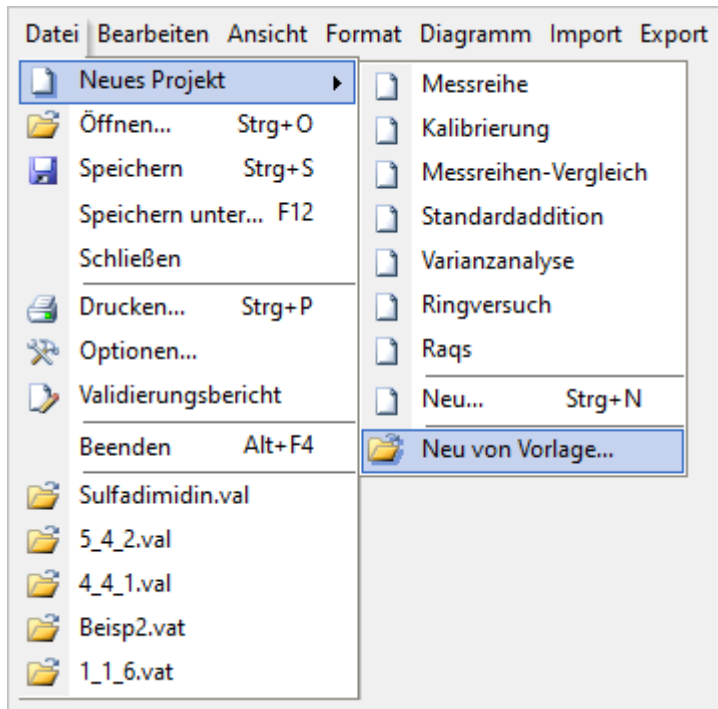 Datei Bearbeiten Ansicht Format Diagramm Import Export
Neues Projekt
Öffnen... Strg+O
Speichern Strg+S
Speichern unter... F12
Schließen
Drucken... Strg+P
Optionen...
Validierungsbericht
Beenden Alt+F4
Sulfadimidin.val
5_4_2.val
4_4_1.val
Beisp2.vat
1_1_6.vat
Messreihe
Kalibrierung
Messreihen-Vergleich
Standardaddition
Varianzanalyse
Ringversuch
Raqs
Neu... Strg+N
Neu von Vorlage...